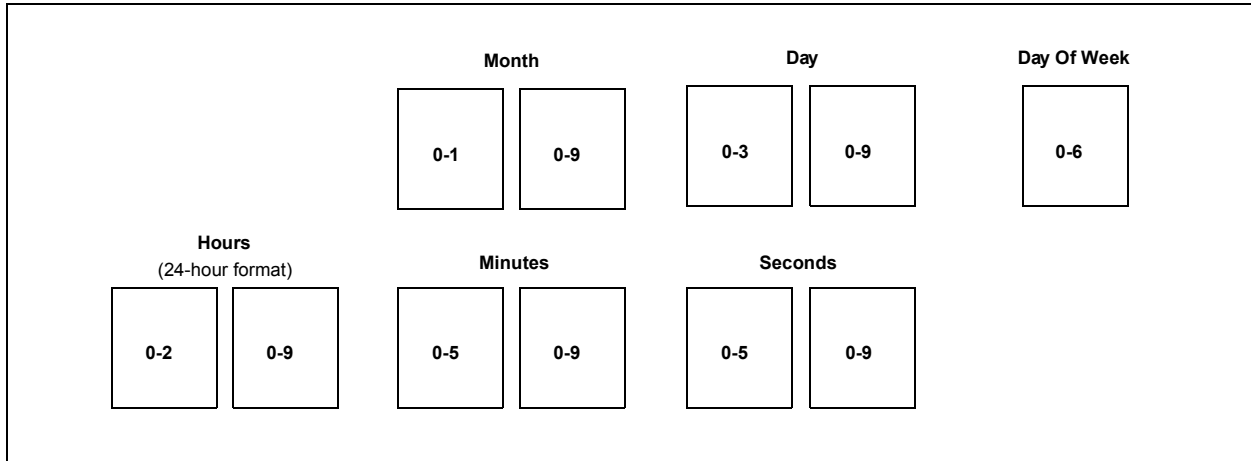 Month Day Day Of Week
0-1 0-9 0-3 0-9 0-6
Hours
(24-hour format)
Minutes Seconds
0-2 0-9 0-5 0-9 0-5 0-9